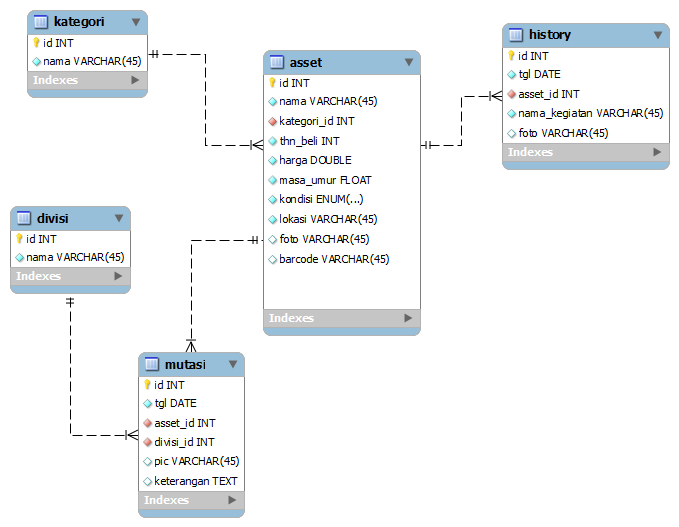 kategori
id INT
nama VARCHAR(45)
Indexes
asset
id INT
nama VARCHAR(45)
kategori_id INT
thn_beli INT
harga DOUBLE
masa_umur FLOAT
kondisi ENUM(...)
lokasi VARCHAR(45)
foto VARCHAR(45)
barcode VARCHAR(45)
Indexes
history
id INT
tgl DATE
asset_id INT
nama_kegiatan VARCHAR(45)
foto VARCHAR(45)
Indexes
divisi
id INT
nama VARCHAR(45)
Indexes
mutasi
id INT
tgl DATE
asset_id INT
divisi_id INT
pic VARCHAR(45)
keterangan TEXT
Indexes